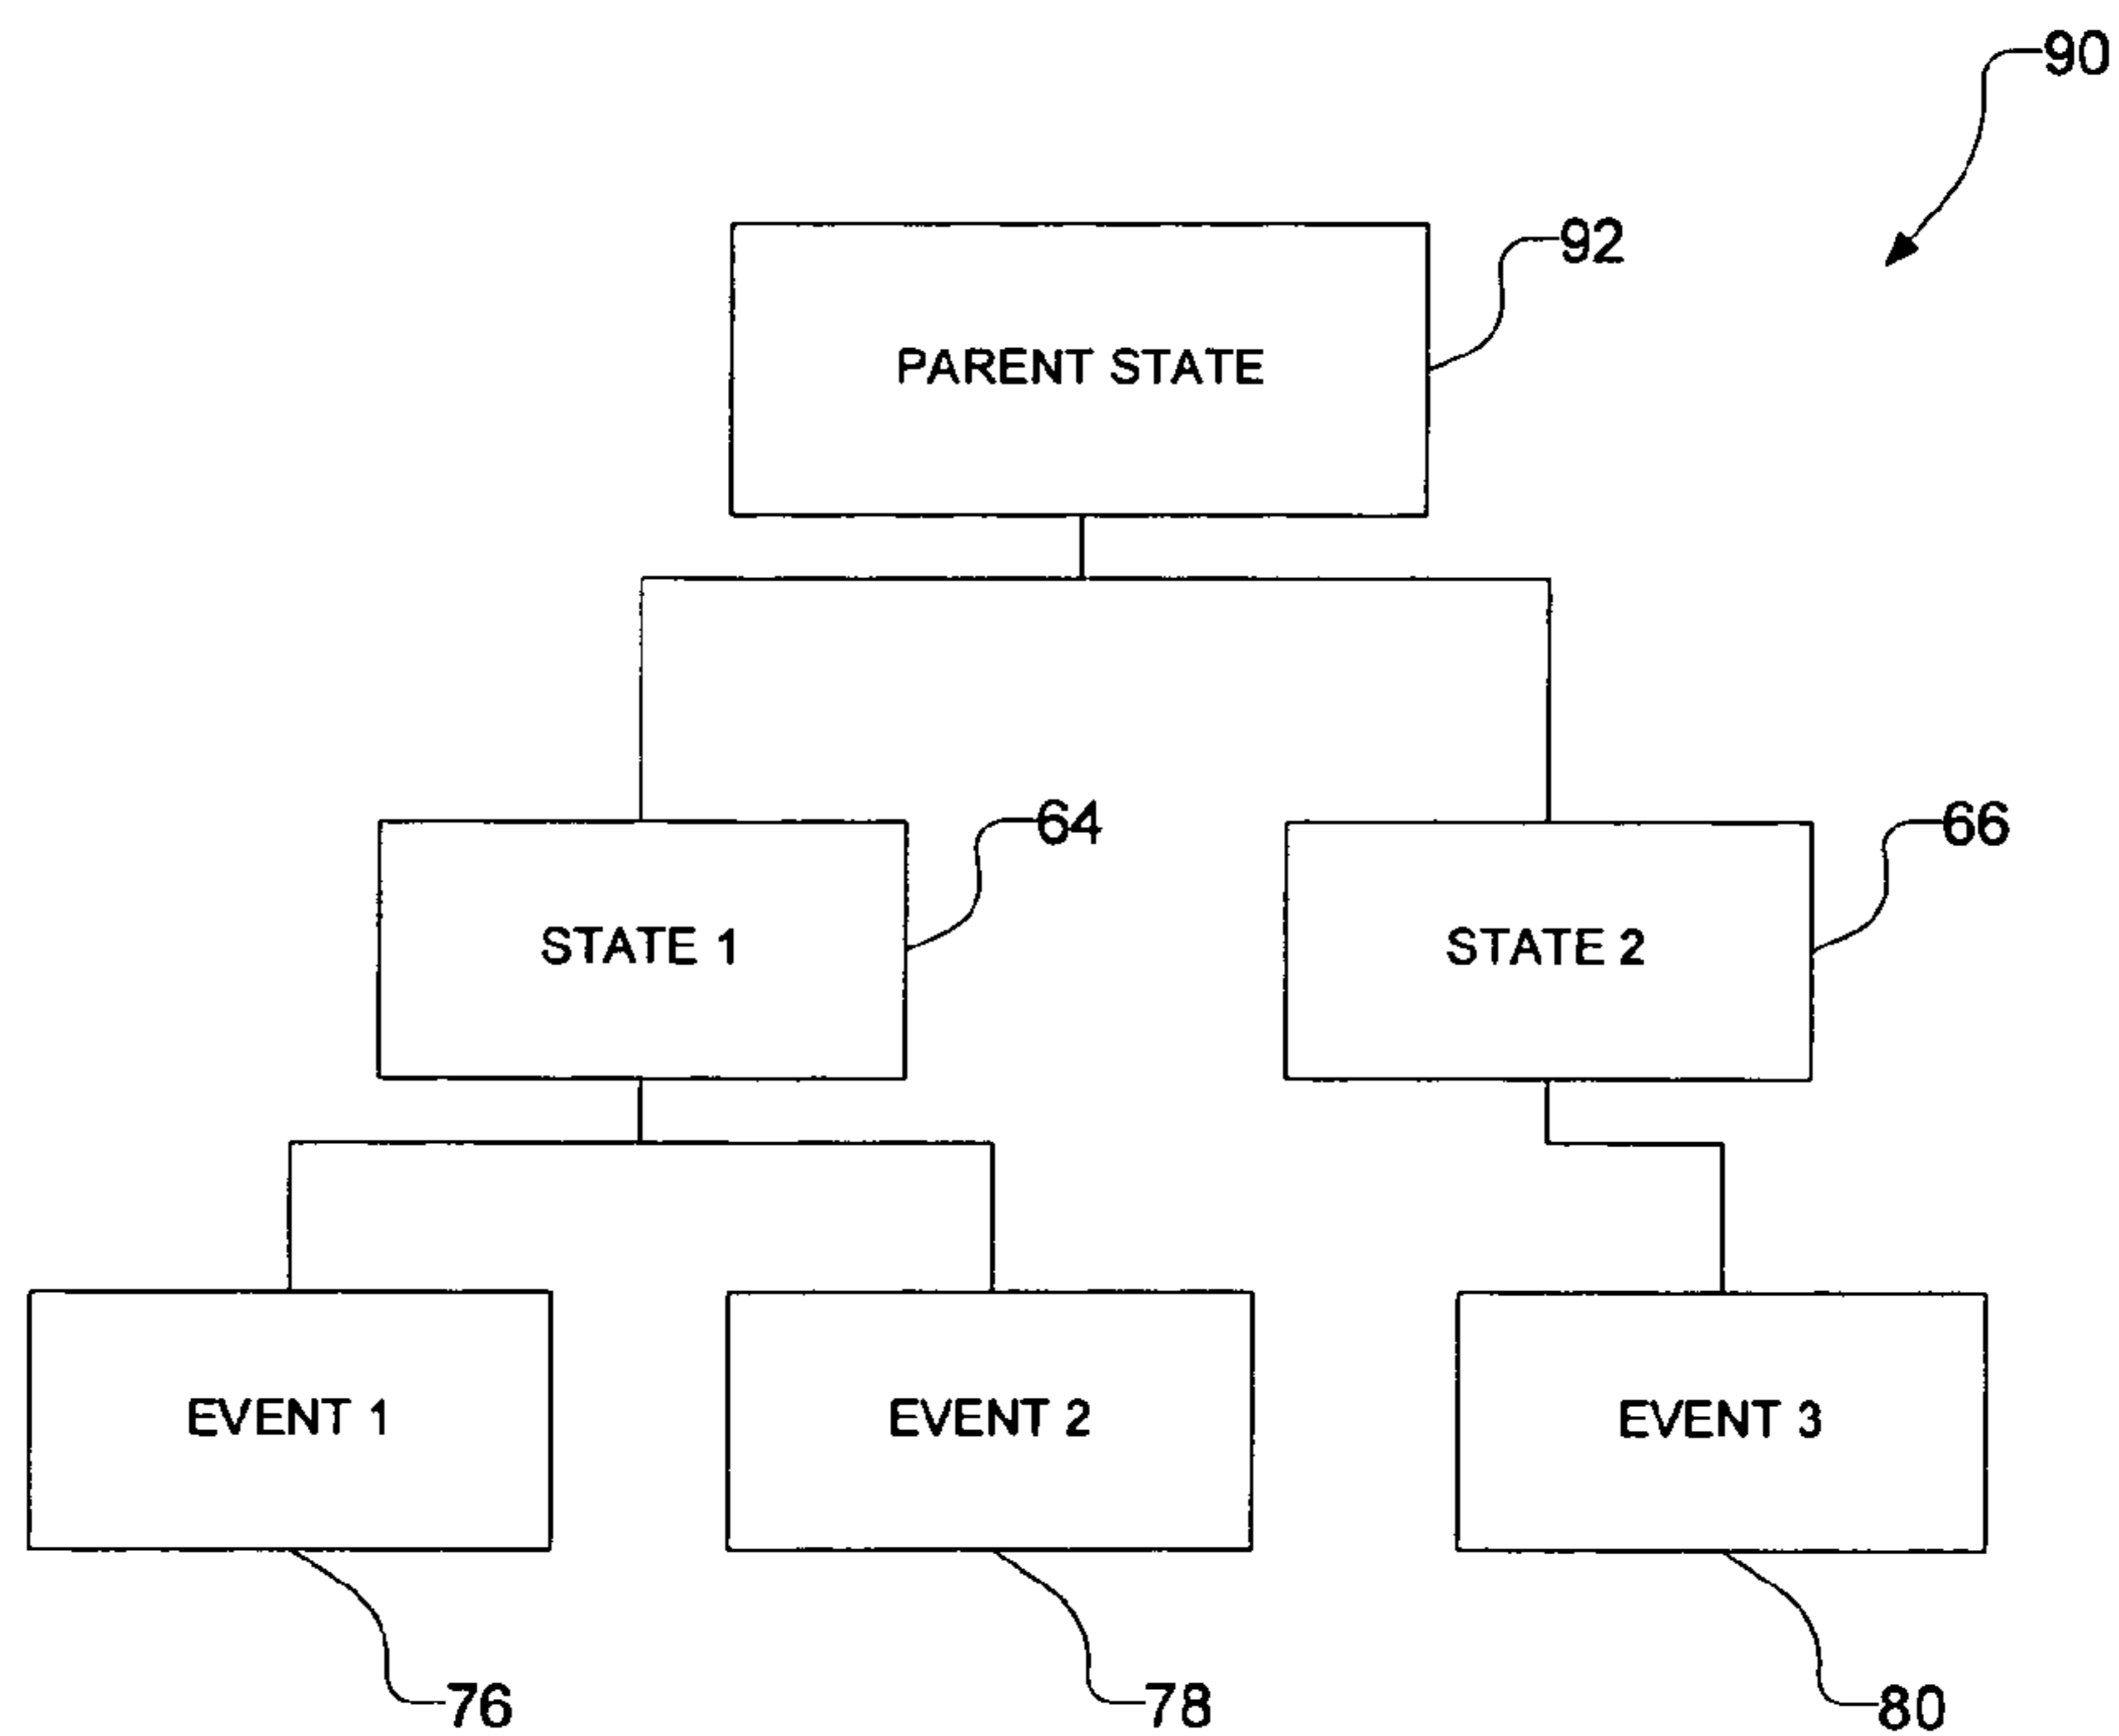 90
92
PARENT STATE
64
66
STATE 1
STATE 2
EVENT 1
EVENT 2
EVENT 3
76
78
80